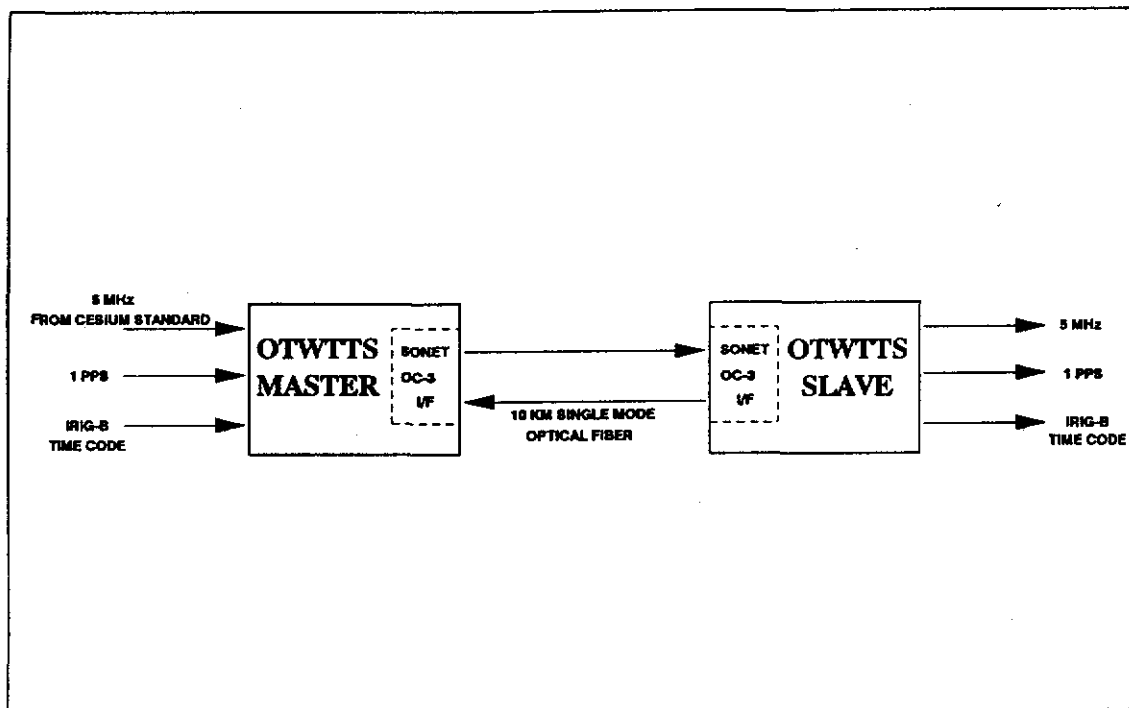 5 MHz
FROM CESIUM STANDARD
1 PPS
IRIG-B
TIME CODE
OTWTTS
MASTER
SONET
OC-3
I/F
10 KM SINGLE MODE
OPTICAL FIBER
SONET
OC-3
I/F
OTWTTS
SLAVE
5 MHz
1 PPS
IRIG-B
TIME CODE